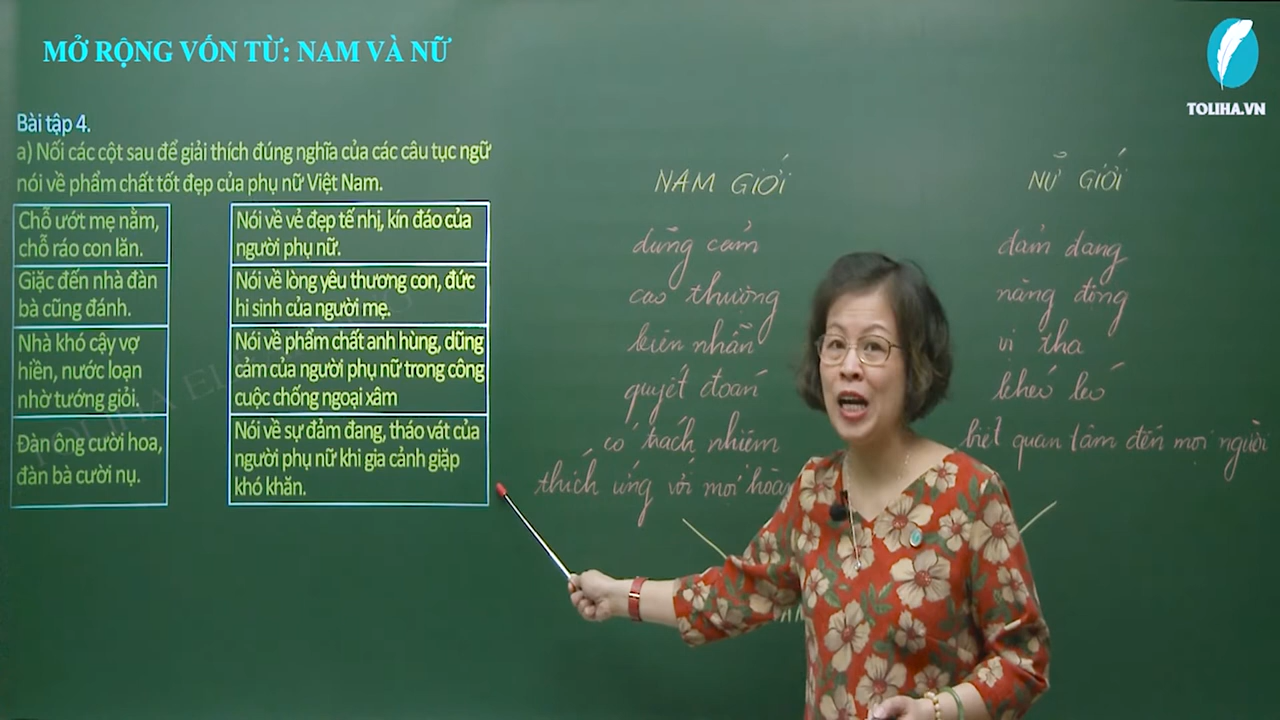 MỞ RỘNG VỐN TỪ: NAM VÀ NỮ
TOLIHA.VN
Bài tập 4.
a) Nối các cột sau để giải thích đúng nghĩa của các câu tục ngữ
nói về phẩm chất tốt đẹp của phụ nữ Việt Nam.
Chỗ ướt mẹ nằm,
chỗ ráo con lăn.
Giặc đến nhà đàn
bà cũng đánh.
Nhà khó cậy vợ
hiền, nước loạn
nhờ tướng giỏi.
Đàn ông cười hoa,
đàn bà cười nụ.
Nói về vẻ đẹp tế nhị, kín đáo của
người phụ nữ.
Nói về lòng yêu thương con, đức
hi sinh của người mẹ.
Nói về phẩm chất anh hùng, dũng
cảm của người phụ nữ trong công
cuộc chống ngoại xâm
Nói về sự đảm đang, tháo vát của
người phụ nữ khi gia cảnh giặp
khó khăn.
NAM GIỚI
dũng cảm
cao thượng
kiên nhẫn
quyết đoán
có trách nhiệm
thích ứng với mọi hoàn
NỮ GIỚI
đảm đang
năng động
vị tha
khéo léo
biết quan tâm đến mọi người